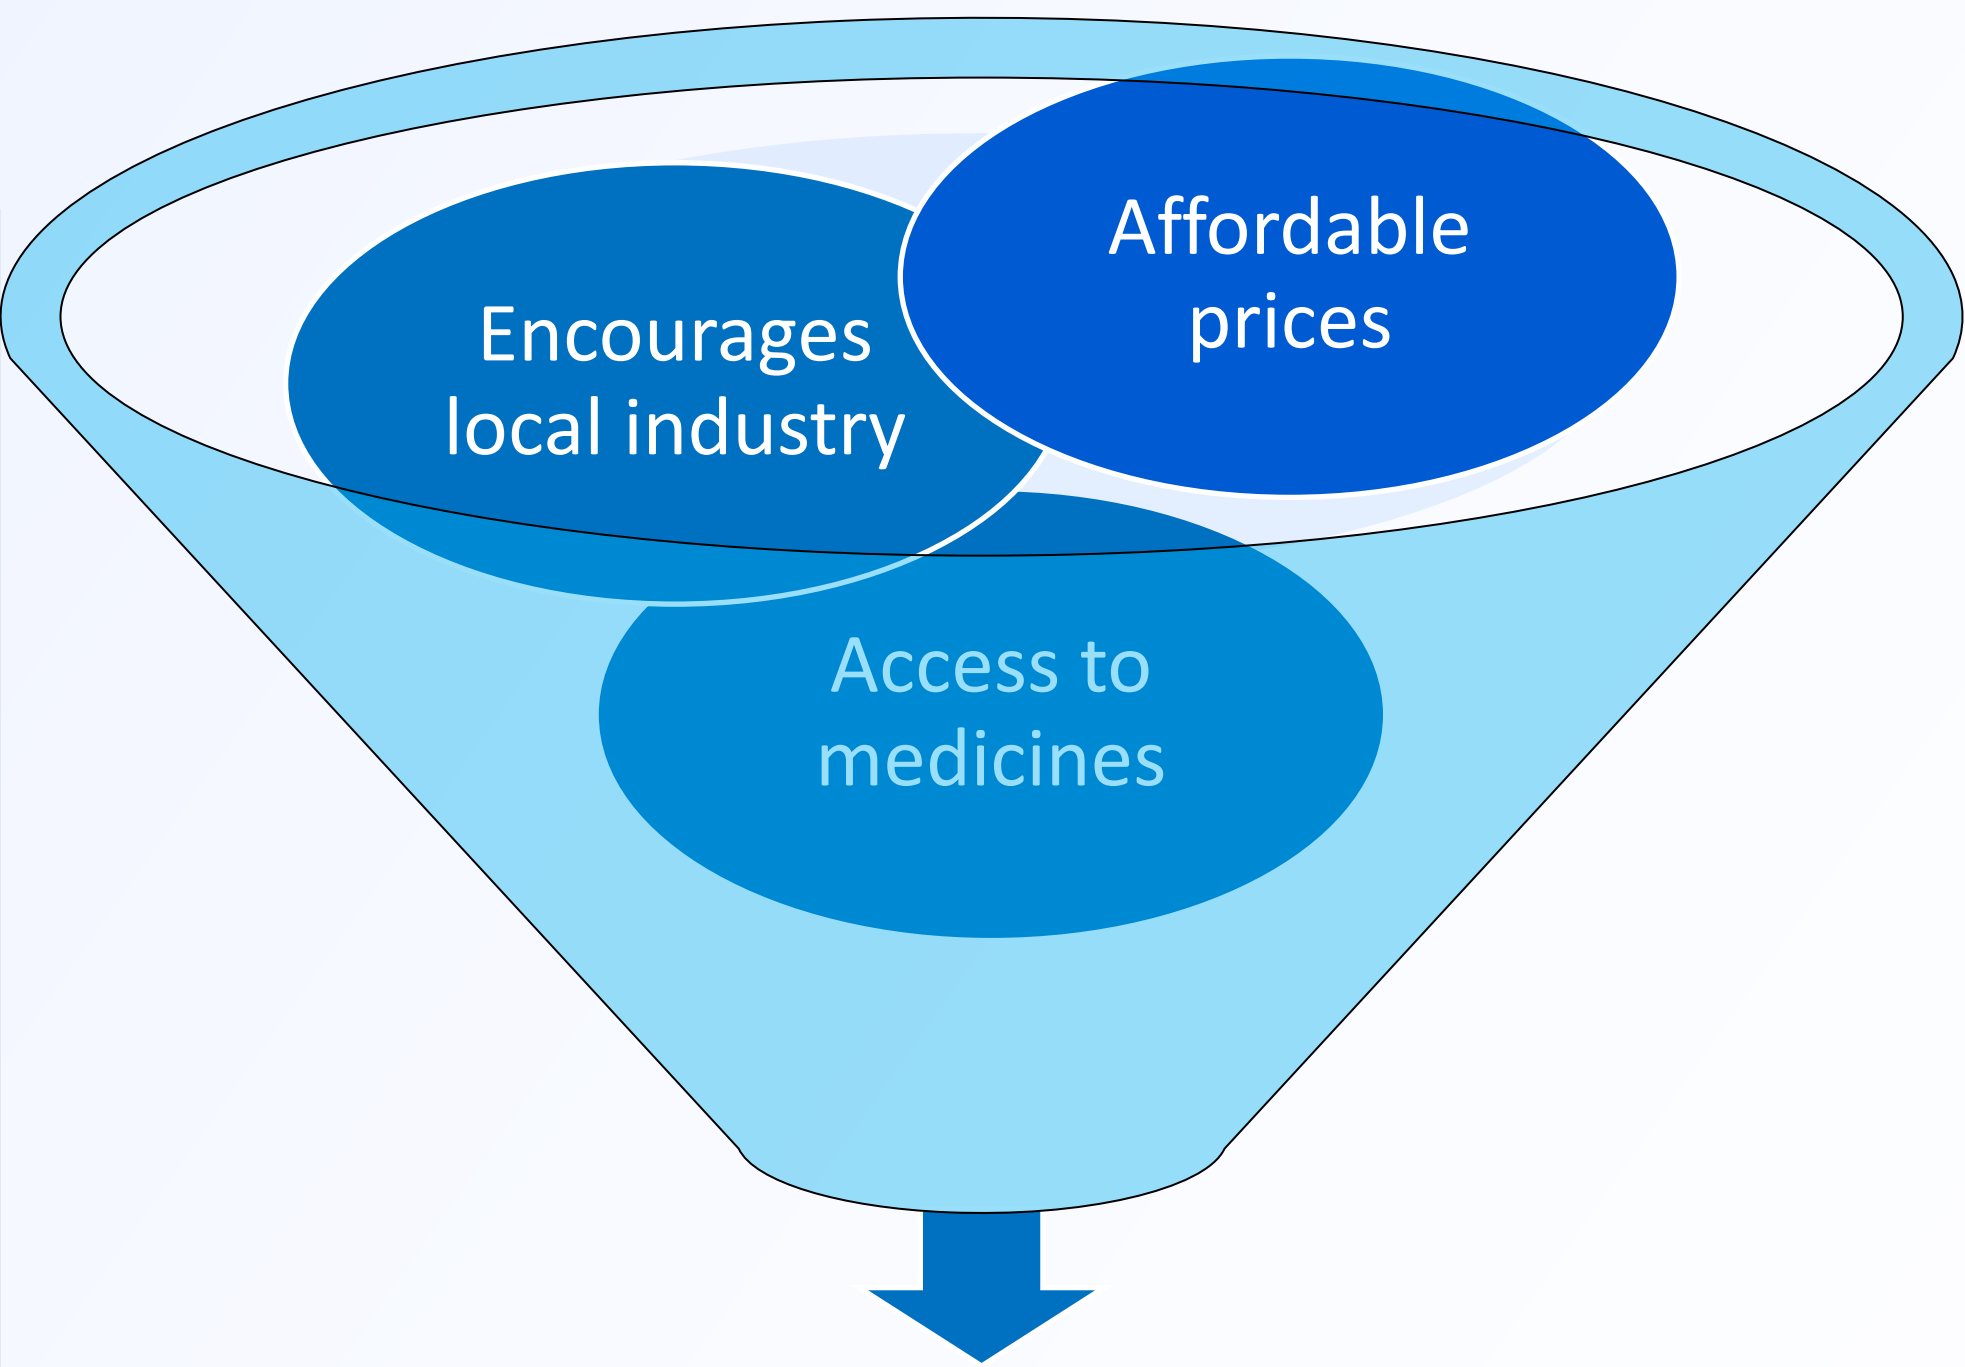 Affordable
prices
Encourages
local industry
Access to
medicines